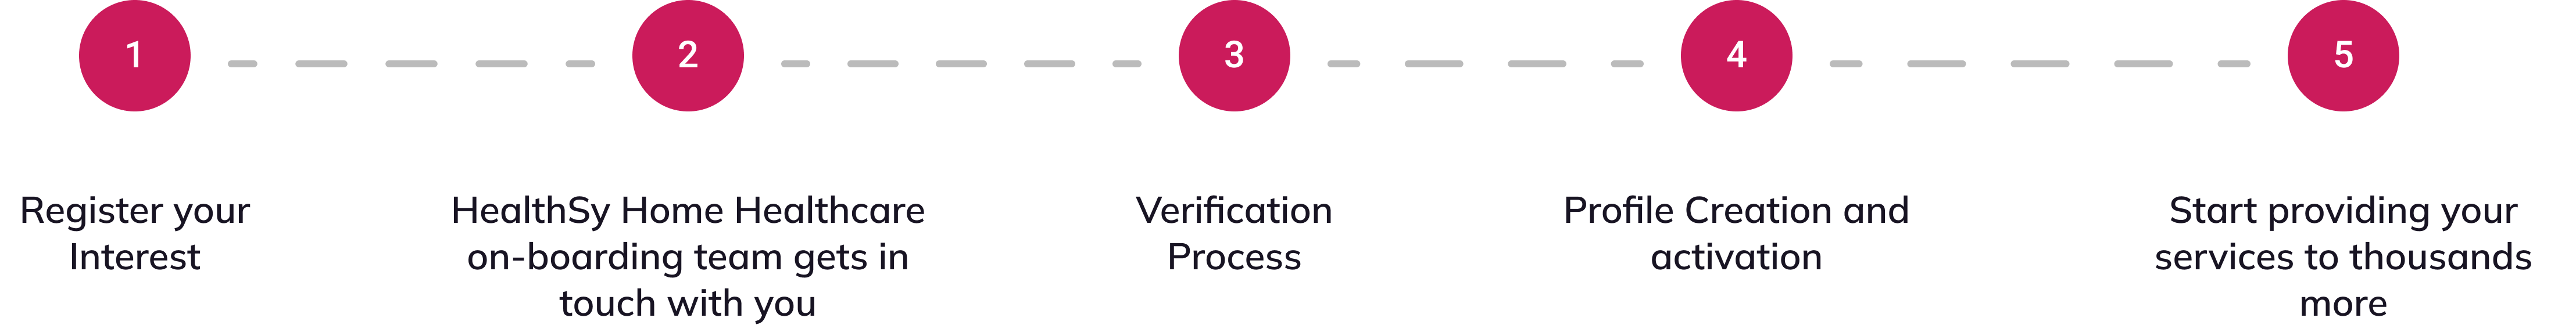 1
2
3
4
5
Register your
Interest
HealthSy Home Healthcare
on-boarding team gets in
touch with you
Verification
Process
Profile Creation and
activation
Start providing your
services to thousands
more